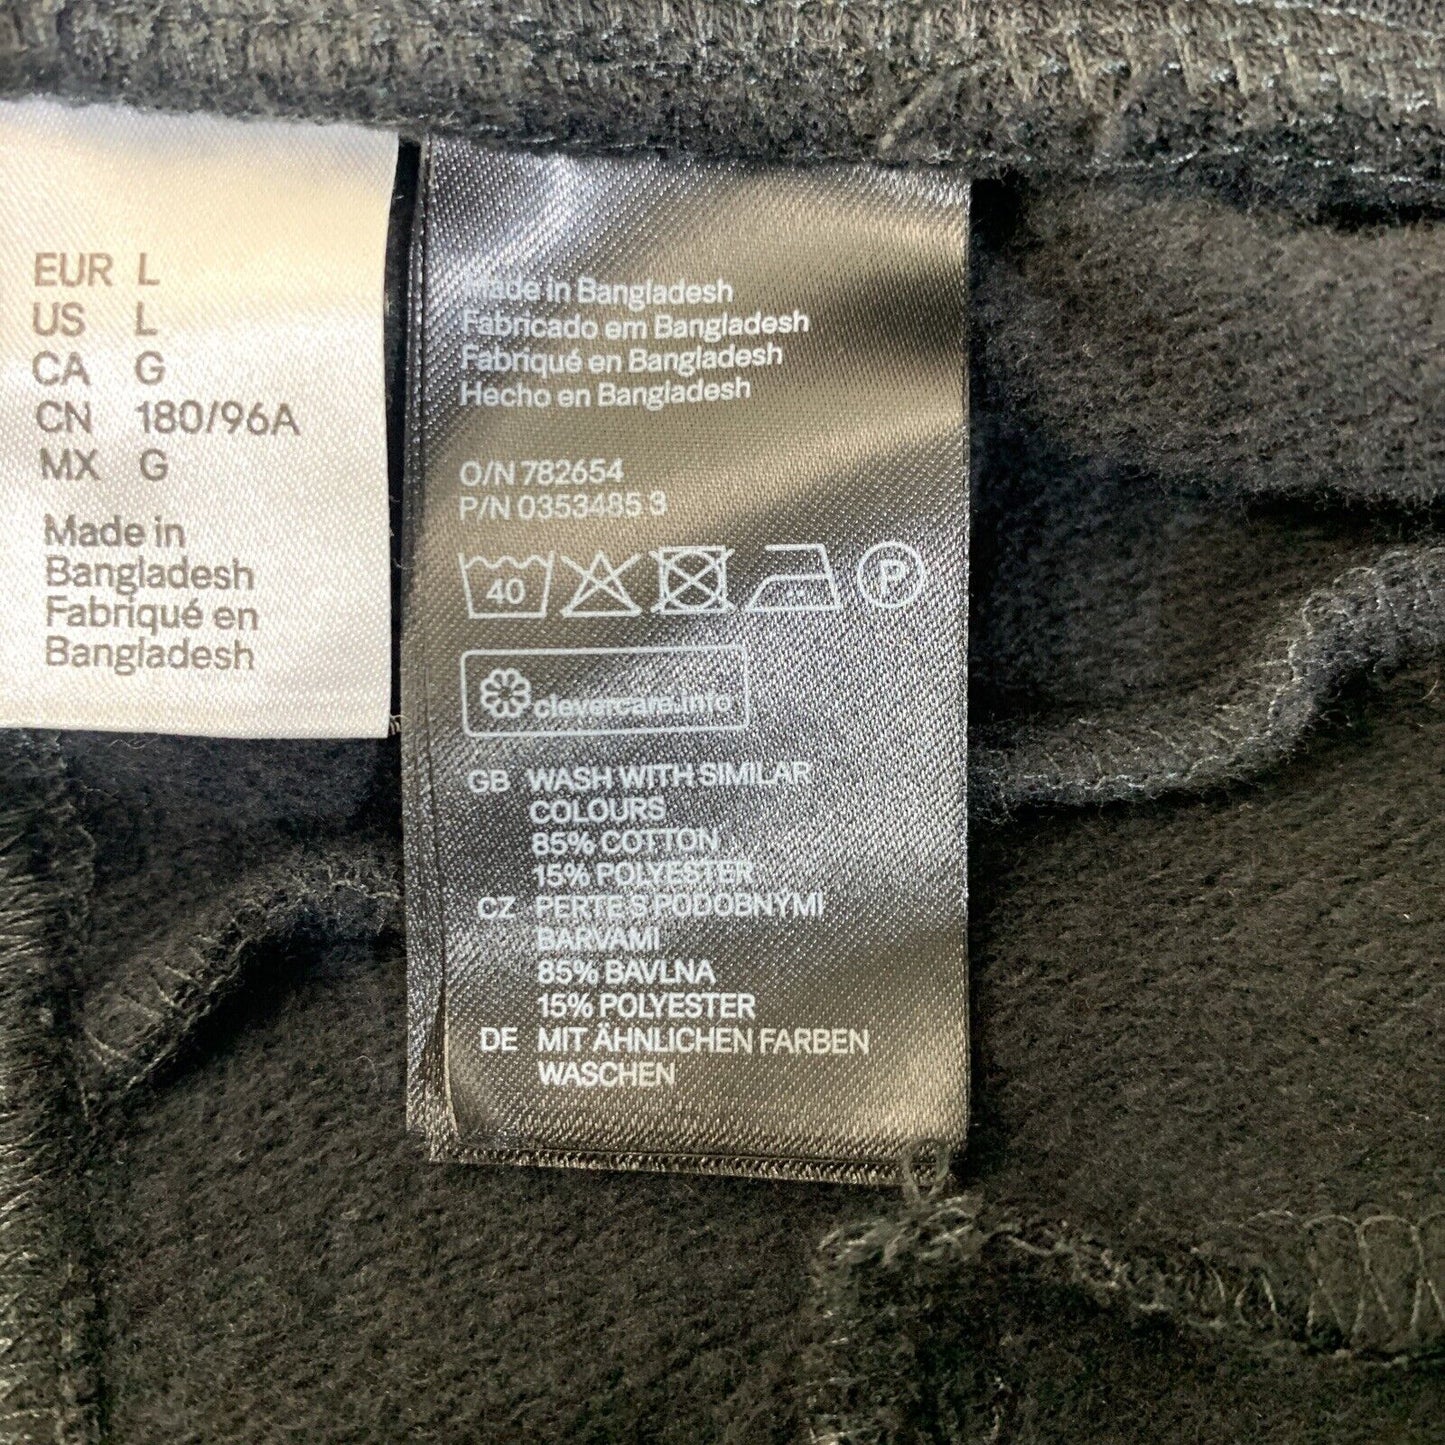 EUR L
US L
CA G
CN 180/96A
MX G
Made in
Bangladesh
Fabriqué en
Bangladesh
Made in Bangladesh
Fabricado em Bangladesh
Fabriqué en Bangladesh
Hecho en Bangladesh
O/N 782654
P/N 0353485 3
40
P
clevercare.info
GB WASH WITH SIMILAR
COLOURS
85% COTTON
15% POLYESTER
CZ PERTE S PODOBNÝMI
BARVAMI
85% BAVLNA
15% POLYESTER
DE MIT ÄHNLICHEN FARBEN
WASCHEN